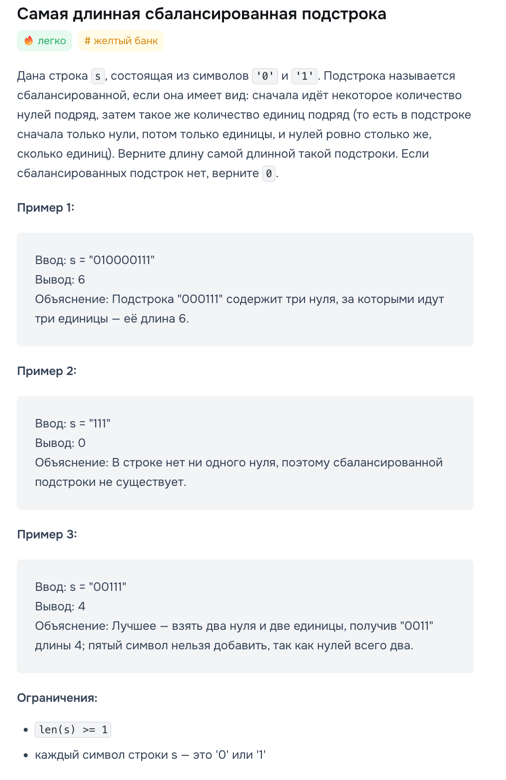 Самая длинная сбалансированная подстрока
🔥 легко # желтый банк
Дана строка s, состоящая из символов '0' и '1'. Подстрока называется
сбалансированной, если она имеет вид: сначала идёт некоторое количество
нулей подряд, затем такое же количество единиц подряд (то есть в подстроке
сначала только нули, потом только единицы, и нулей ровно столько же,
сколько единиц). Верните длину самой длинной такой подстроки. Если
сбалансированных подстрок нет, верните 0.
Пример 1:
Ввод: s = "010000111"
Вывод: 6
Объяснение: Подстрока "000111" содержит три нуля, за которыми идут
три единицы — её длина 6.
Пример 2:
Ввод: s = "111"
Вывод: 0
Объяснение: В строке нет ни одного нуля, поэтому сбалансированной
подстроки не существует.
Пример 3:
Ввод: s = "00111"
Вывод: 4
Объяснение: Лучшее — взять два нуля и две единицы, получив "0011"
длины 4; пятый символ нельзя добавить, так как нулей всего два.
Ограничения:
• len(s) >= 1
• каждый символ строки s — это '0' или '1'